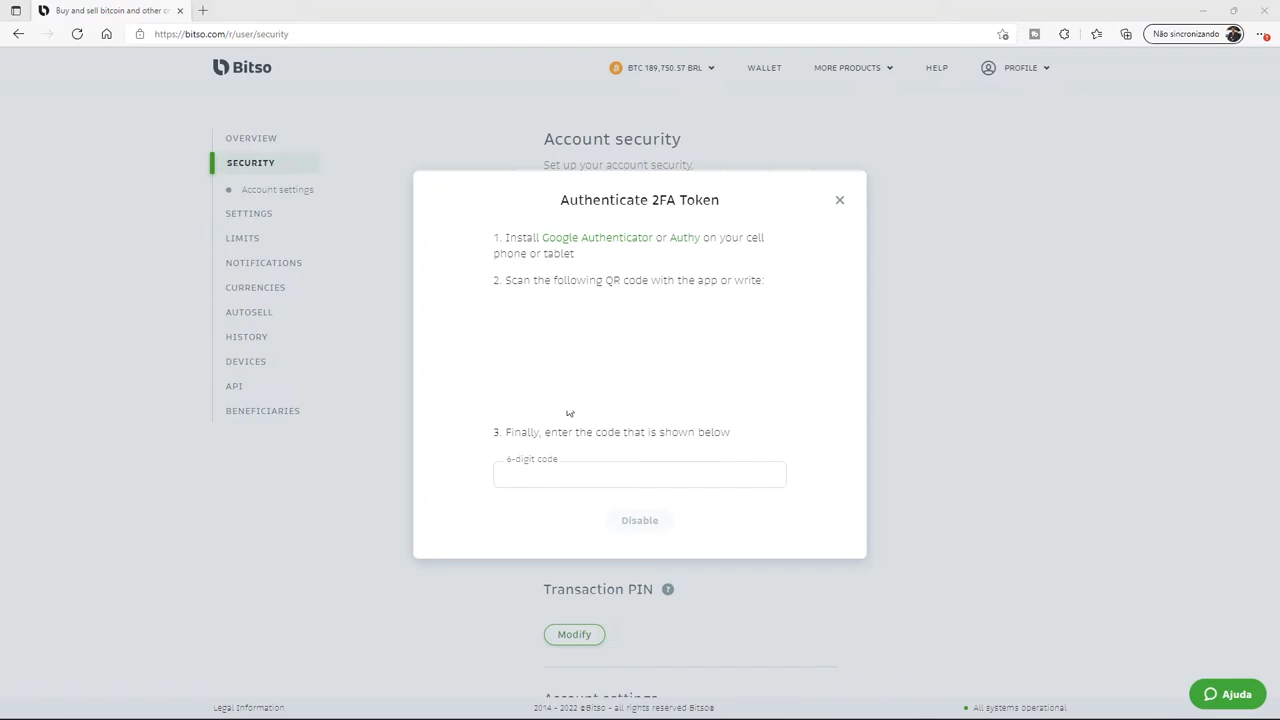 Buy and sell bitcoin and other cr
https://bitso.com/r/user/security
Não sincronizando
Bitso
BTC 189,750.57 BRL
WALLET
MORE PRODUCTS
HELP
PROFILE
OVERVIEW
SECURITY
Account settings
SETTINGS
LIMITS
NOTIFICATIONS
CURRENCIES
AUTOSELL
HISTORY
DEVICES
API
BENEFICIARIES
Account security
Set up your account security.
Authenticate 2FA Token
1. Install Google Authenticator or Authy on your cell
phone or tablet
2. Scan the following QR code with the app or write:
3. Finally, enter the code that is shown below
6-digit code
Disable
Transaction PIN
Modify
Account settings
Ajuda
Legal Information
2014 - 2022 ©Bitso - all rights reserved Bitso®
All systems operational